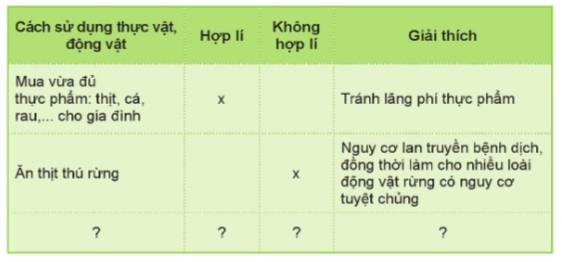 Cách sử dụng thực vật,
động vật
Hợp lí
Không
hợp lí
Giải thích
Mua vừa đủ
thực phẩm: thịt, cá,
rau,... cho gia đình
x
Tránh lãng phí thực phẩm
Ăn thịt thú rừng
x
Nguy cơ lan truyền bệnh dịch,
đồng thời làm cho nhiều loài
động vật rừng có nguy cơ
tuyệt chủng
?
?
?
?